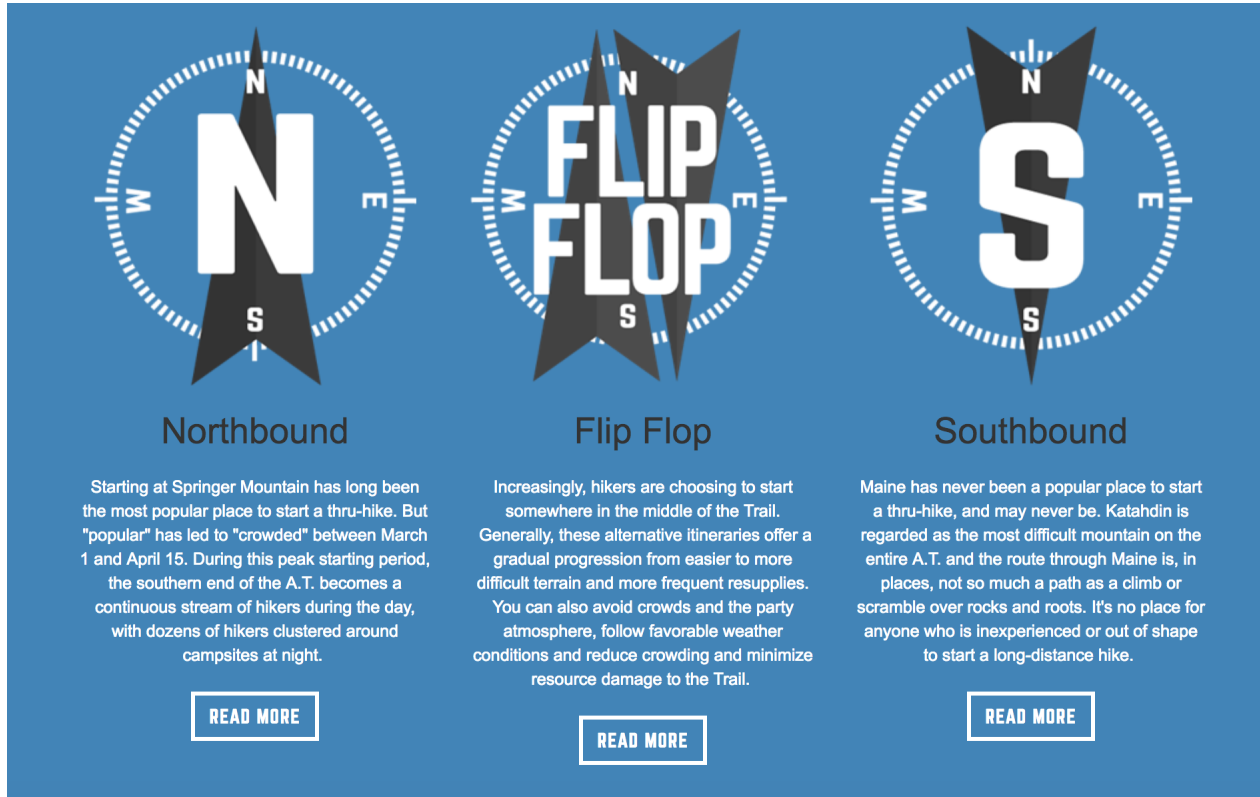 N
W
E
N
S
Northbound
Starting at Springer Mountain has long been
the most popular place to start a thru-hike. But
"popular" has led to "crowded" between March
1 and April 15. During this peak starting period,
the southern end of the A.T. becomes a
continuous stream of hikers during the day,
with dozens of hikers clustered around
campsites at night.
READ MORE
N
FLIP
W
E
FLOP
S
Flip Flop
Increasingly, hikers are choosing to start
somewhere in the middle of the Trail.
Generally, these alternative itineraries offer a
gradual progression from easier to more
difficult terrain and more frequent resupplies.
You can also avoid crowds and the party
atmosphere, follow favorable weather
conditions and reduce crowding and minimize
resource damage to the Trail.
READ MORE
N
W
E
S
S
Southbound
Maine has never been a popular place to start
a thru-hike, and may never be. Katahdin is
regarded as the most difficult mountain on the
entire A.T. and the route through Maine is, in
places, not so much a path as a climb or
scramble over rocks and roots. It's no place for
anyone who is inexperienced or out of shape
to start a long-distance hike.
READ MORE